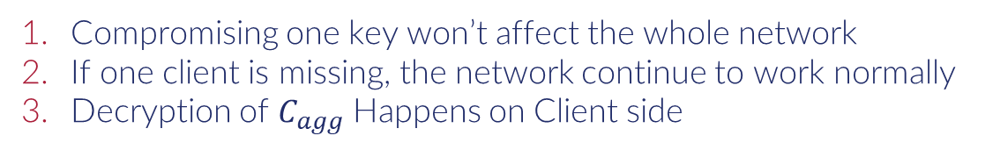 1. Compromising one key won't affect the whole network
2. If one client is missing, the network continue to work normally
3. Decryption of C_agg Happens on Client side